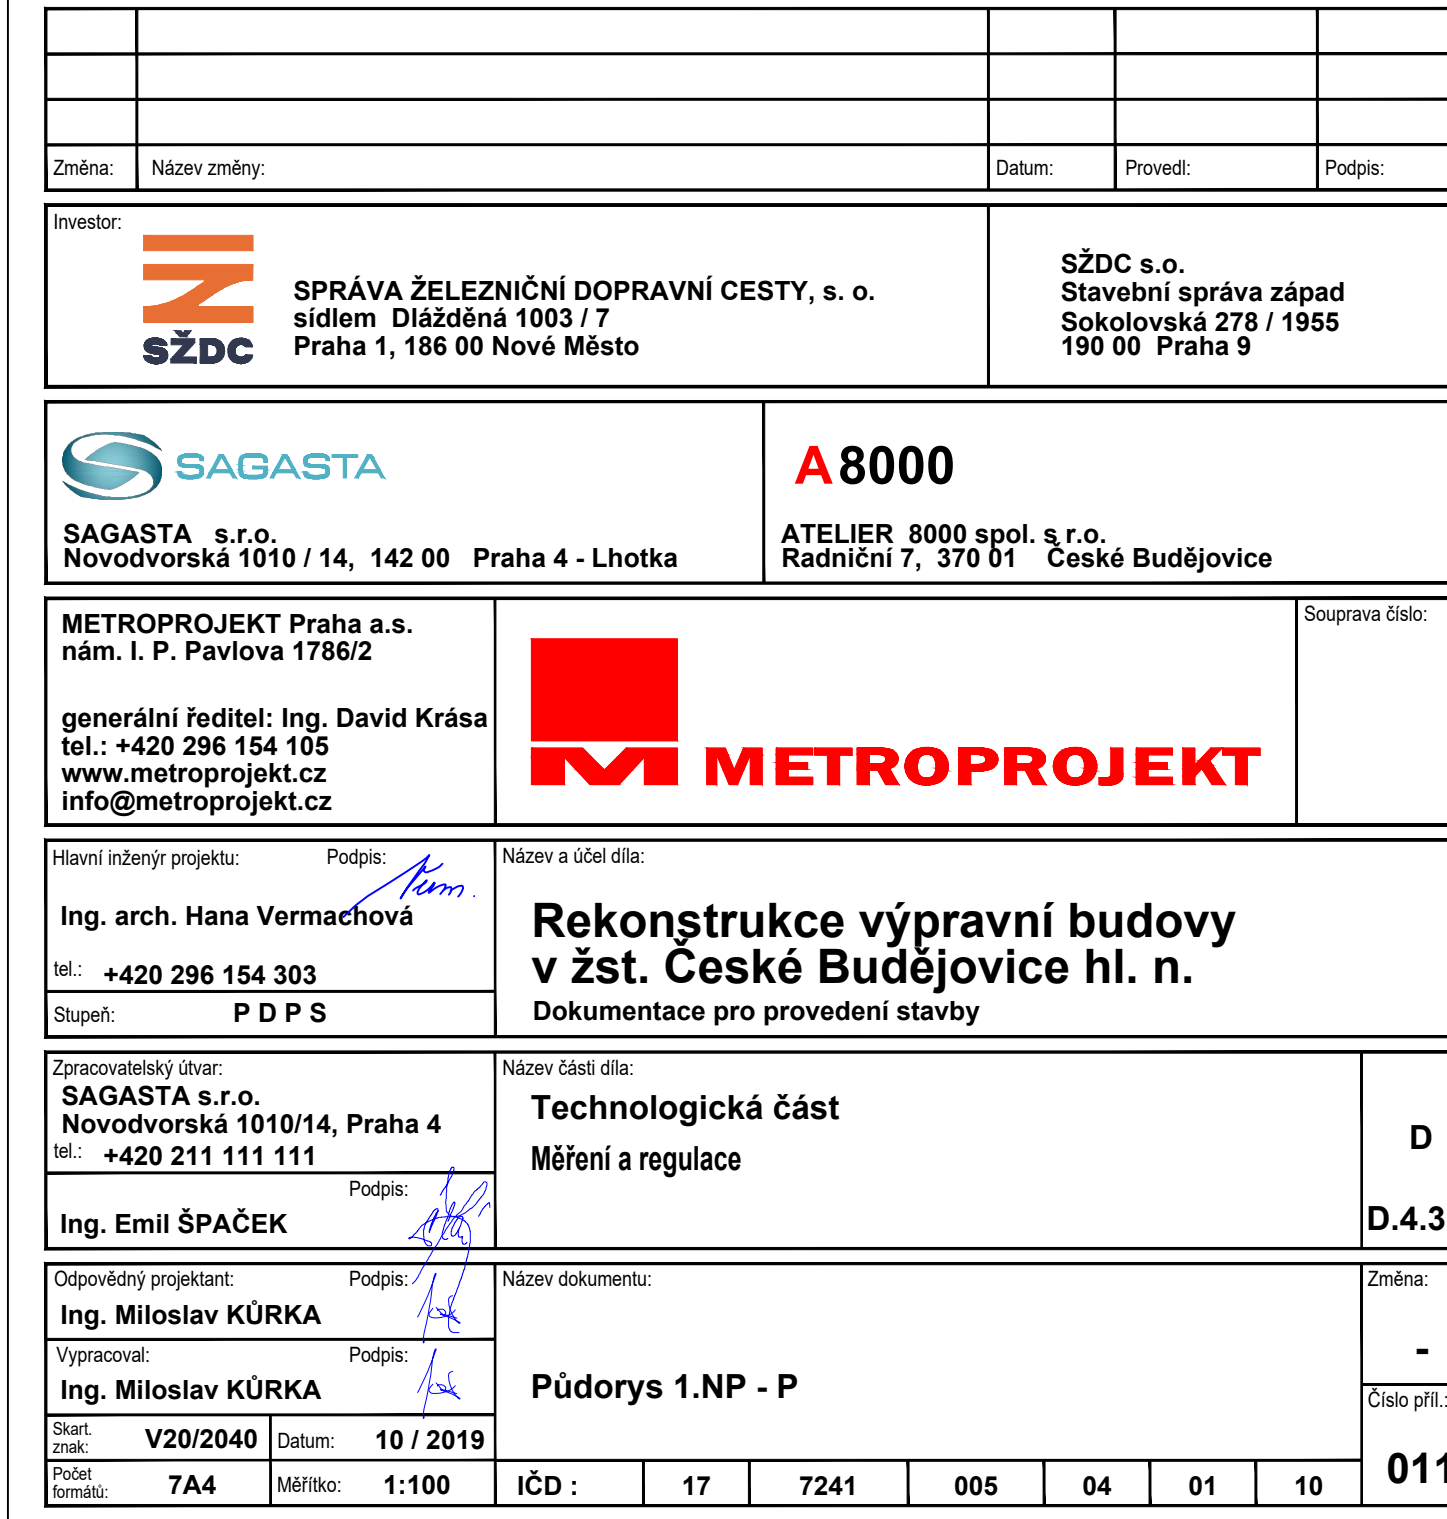 Změna: Název změny: Datum: Provedl: Podpis:
Investor:
SŽDC
SPRÁVA ŽELEZNIČNÍ DOPRAVNÍ CESTY, s. o.
sídlem Dlážděná 1003 / 7
Praha 1, 186 00 Nové Město
SŽDC s.o.
Stavební správa západ
Sokolovská 278 / 1955
190 00 Praha 9
SAGASTA
SAGASTA s.r.o.
Novodvorská 1010 / 14, 142 00 Praha 4 - Lhotka
A 8000
ATELIER 8000 spol. s r.o.
Radniční 7, 370 01 České Budějovice
METROPROJEKT Praha a.s.
nám. I. P. Pavlova 1786/2
generální ředitel: Ing. David Krása
tel.: +420 296 154 105
www.metroprojekt.cz
info@metroprojekt.cz
METROPROJEKT
Souprava číslo:
Hlavní inženýr projektu: Podpis:
Ing. arch. Hana Vermachová
tel.: +420 296 154 303
Stupeň: P D P S
Název a účel díla:
Rekonstrukce výpravní budovy
v žst. České Budějovice hl. n.
Dokumentace pro provedení stavby
Zpracovatelský útvar:
SAGASTA s.r.o.
Novodvorská 1010/14, Praha 4
tel.: +420 211 111 111
Podpis:
Ing. Emil ŠPAČEK
Název části díla:
Technologická část
Měření a regulace
D
D.4.3
Odpovědný projektant: Podpis:
Ing. Miloslav KŮRKA
Vypracoval: Podpis:
Ing. Miloslav KŮRKA
Název dokumentu:
Půdorys 1.NP - P
Změna:
-
Číslo příl.:
011
Skart.
znak: V20/2040 Datum: 10 / 2019
Počet
formátů: 7A4 Měřítko: 1:100
IČD : 17 7241 005 04 01 10